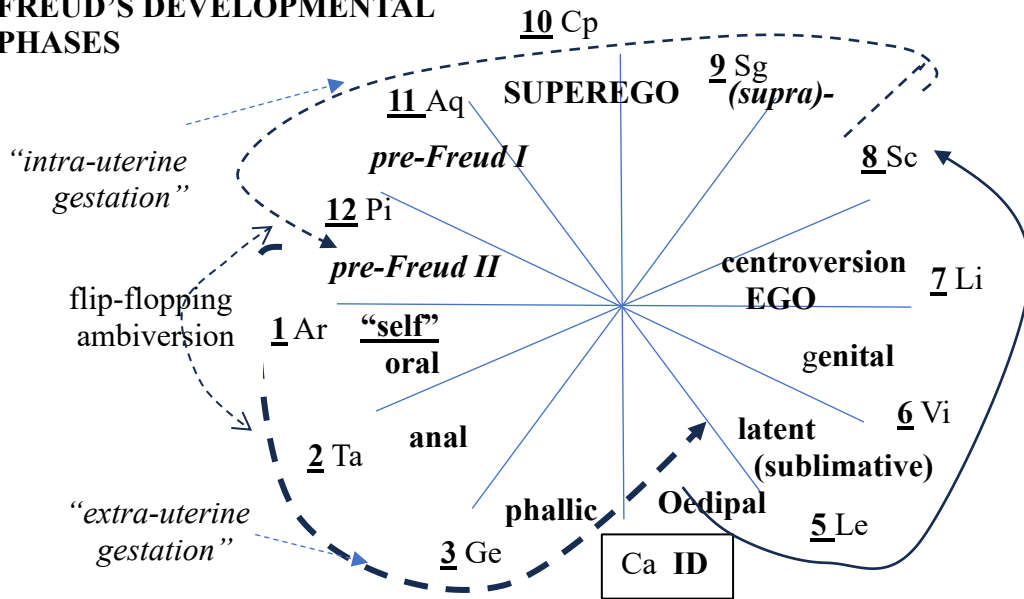 FREUD’S DEVELOPMENTAL
PHASES
10 Cp
9 Sg
(supra)-
SUPEREGO
11 Aq
pre-Freud I
“intra-uterine
gestation”
8 Sc
12 Pi
pre-Freud II
centroversion
EGO
7 Li
flip-flopping
ambiversion
1 Ar
“self”
oral
genital
6 Vi
anal
latent
(sublimative)
2 Ta
“extra-uterine
gestation”
phallic
Oedipal
5 Le
3 Ge
Ca ID